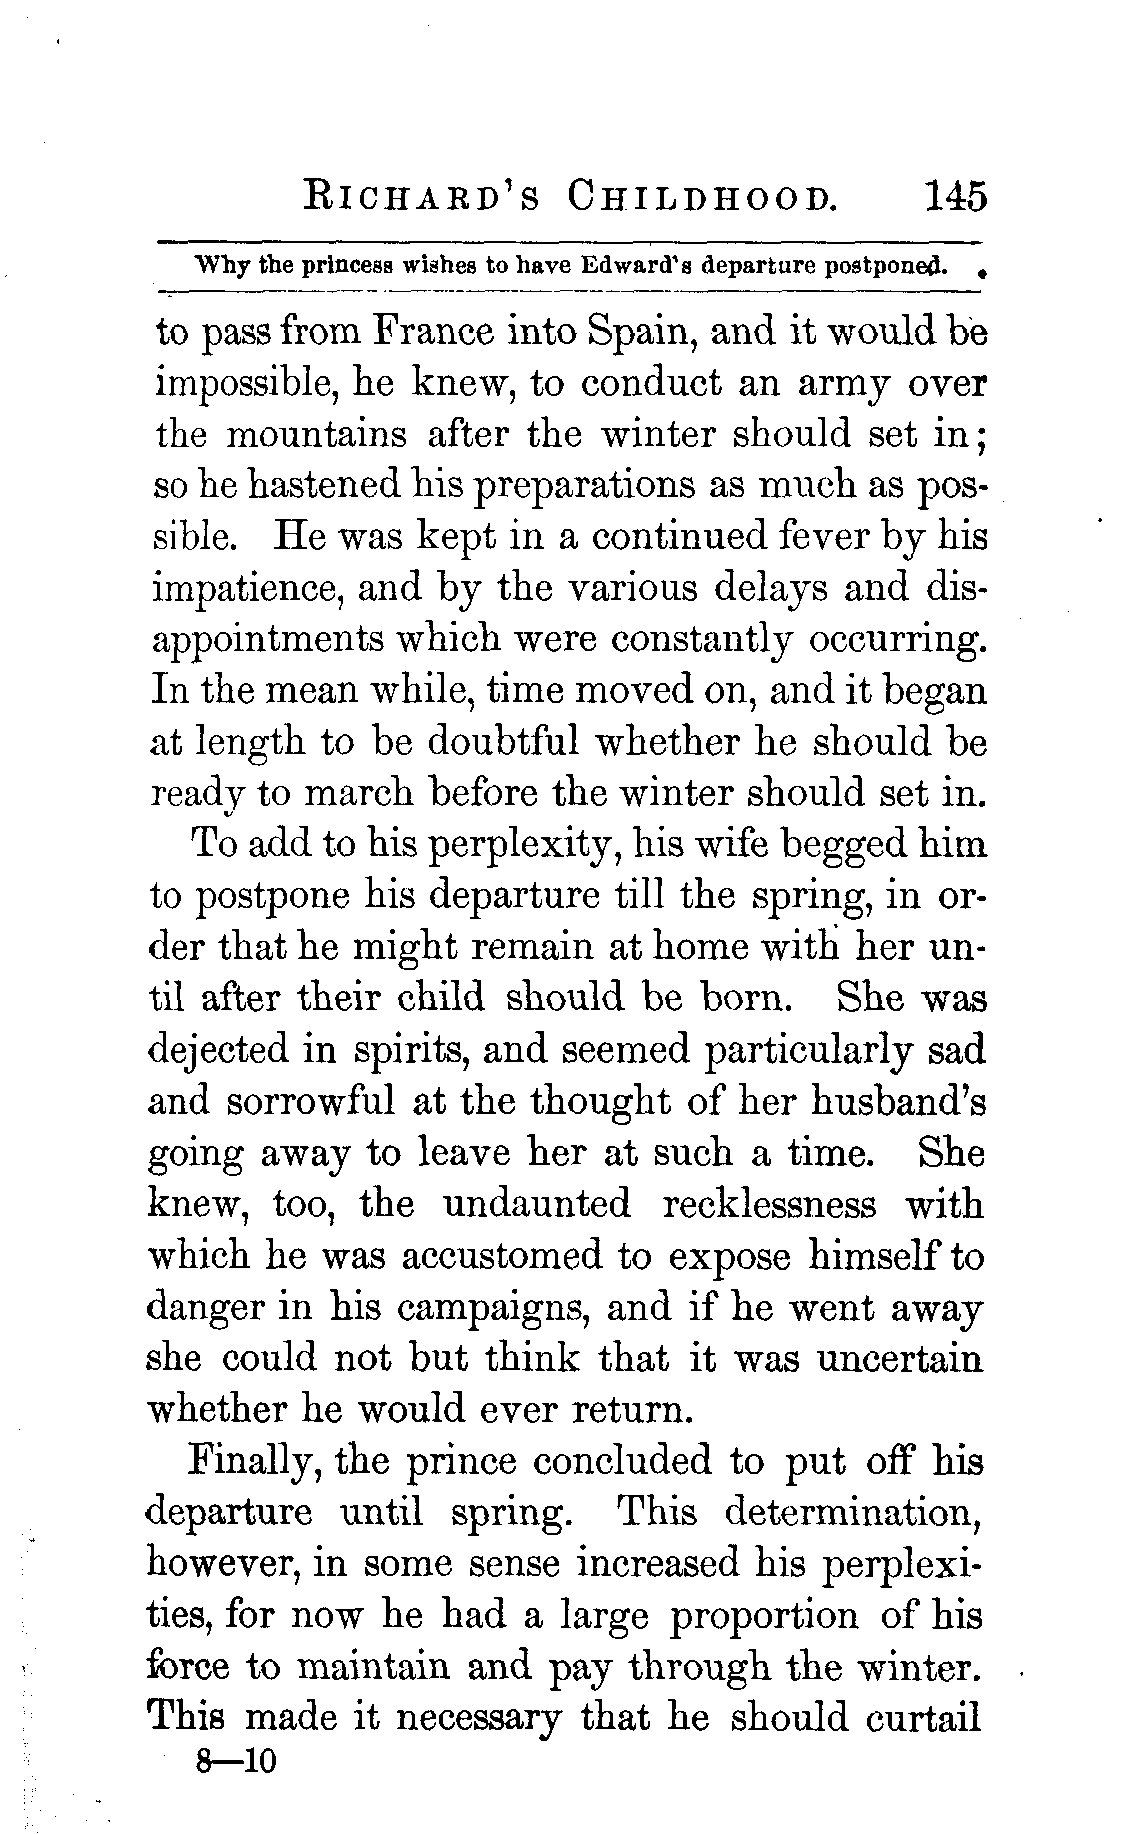 RICHARD'S CHILDHOOD. 145
Why the princess wishes to have Edward's departure postponed.
to pass from France into Spain, and it would be
impossible, he knew, to conduct an army over
the mountains after the winter should set in;
so he hastened his preparations as much as pos-
sible. He was kept in a continued fever by his
impatience, and by the various delays and dis-
appointments which were constantly occurring.
In the mean while, time moved on, and it began
at length to be doubtful whether he should be
ready to march before the winter should set in.
To add to his perplexity, his wife begged him
to postpone his departure till the spring, in or-
der that he might remain at home with her un-
til after their child should be born. She was
dejected in spirits, and seemed particularly sad
and sorrowful at the thought of her husband's
going away to leave her at such a time. She
knew, too, the undaunted recklessness with
which he was accustomed to expose himself to
danger in his campaigns, and if he went away
she could not but think that it was uncertain
whether he would ever return.
Finally, the prince concluded to put off his
departure until spring. This determination,
however, in some sense increased his perplexi-
ties, for now he had a large proportion of his
force to maintain and pay through the winter.
This made it necessary that he should curtail
8—10